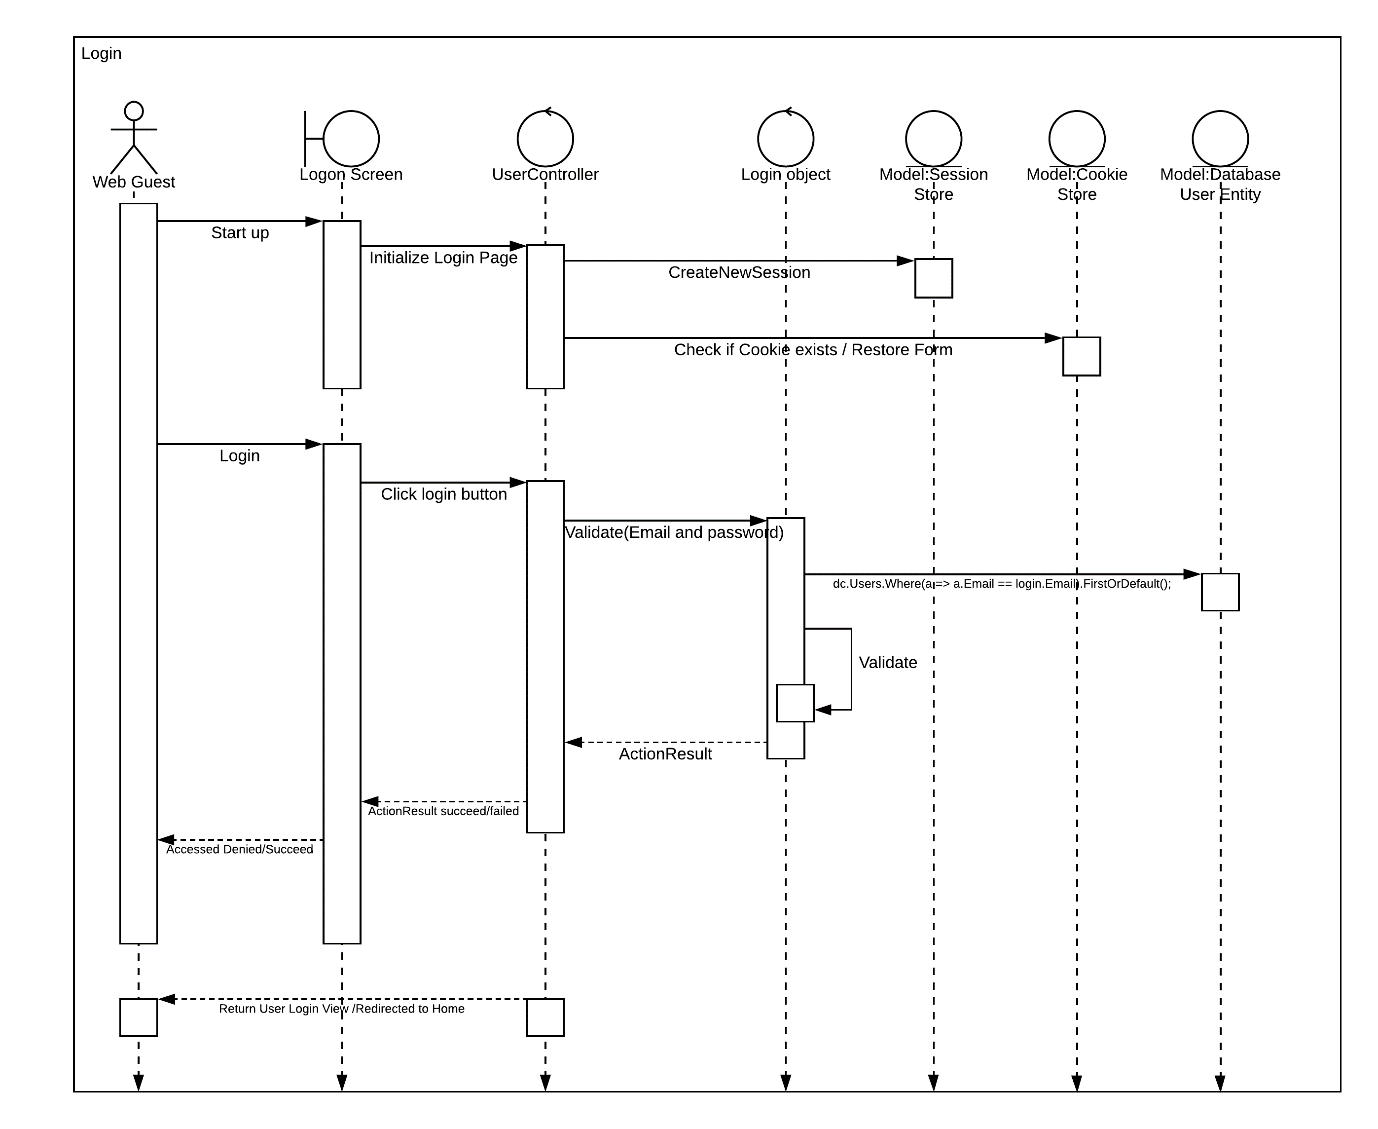 Login
Web Guest
Logon Screen
UserController
Login object
Model:Session
Store
Model:Cookie
Store
Model:Database
User Entity
Start up
Initialize Login Page
CreateNewSession
Check if Cookie exists / Restore Form
Login
Click login button
Validate(Email and password)
dc.Users.Where(a => a.Email == login.Email).FirstOrDefault();
Validate
ActionResult
ActionResult succeed/failed
Accessed Denied/Succeed
Return User Login View /Redirected to Home